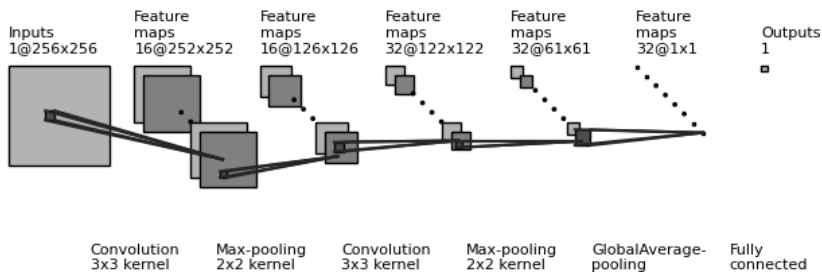 Inputs
1@256x256
Feature
maps
16@252x252
Feature
maps
16@126x126
Feature
maps
32@122x122
Feature
maps
32@61x61
Feature
maps
32@1x1
Outputs
1
Convolution
3x3 kernel
Max-pooling
2x2 kernel
Convolution
3x3 kernel
Max-pooling
2x2 kernel
GlobalAverage-
pooling
Fully
connected